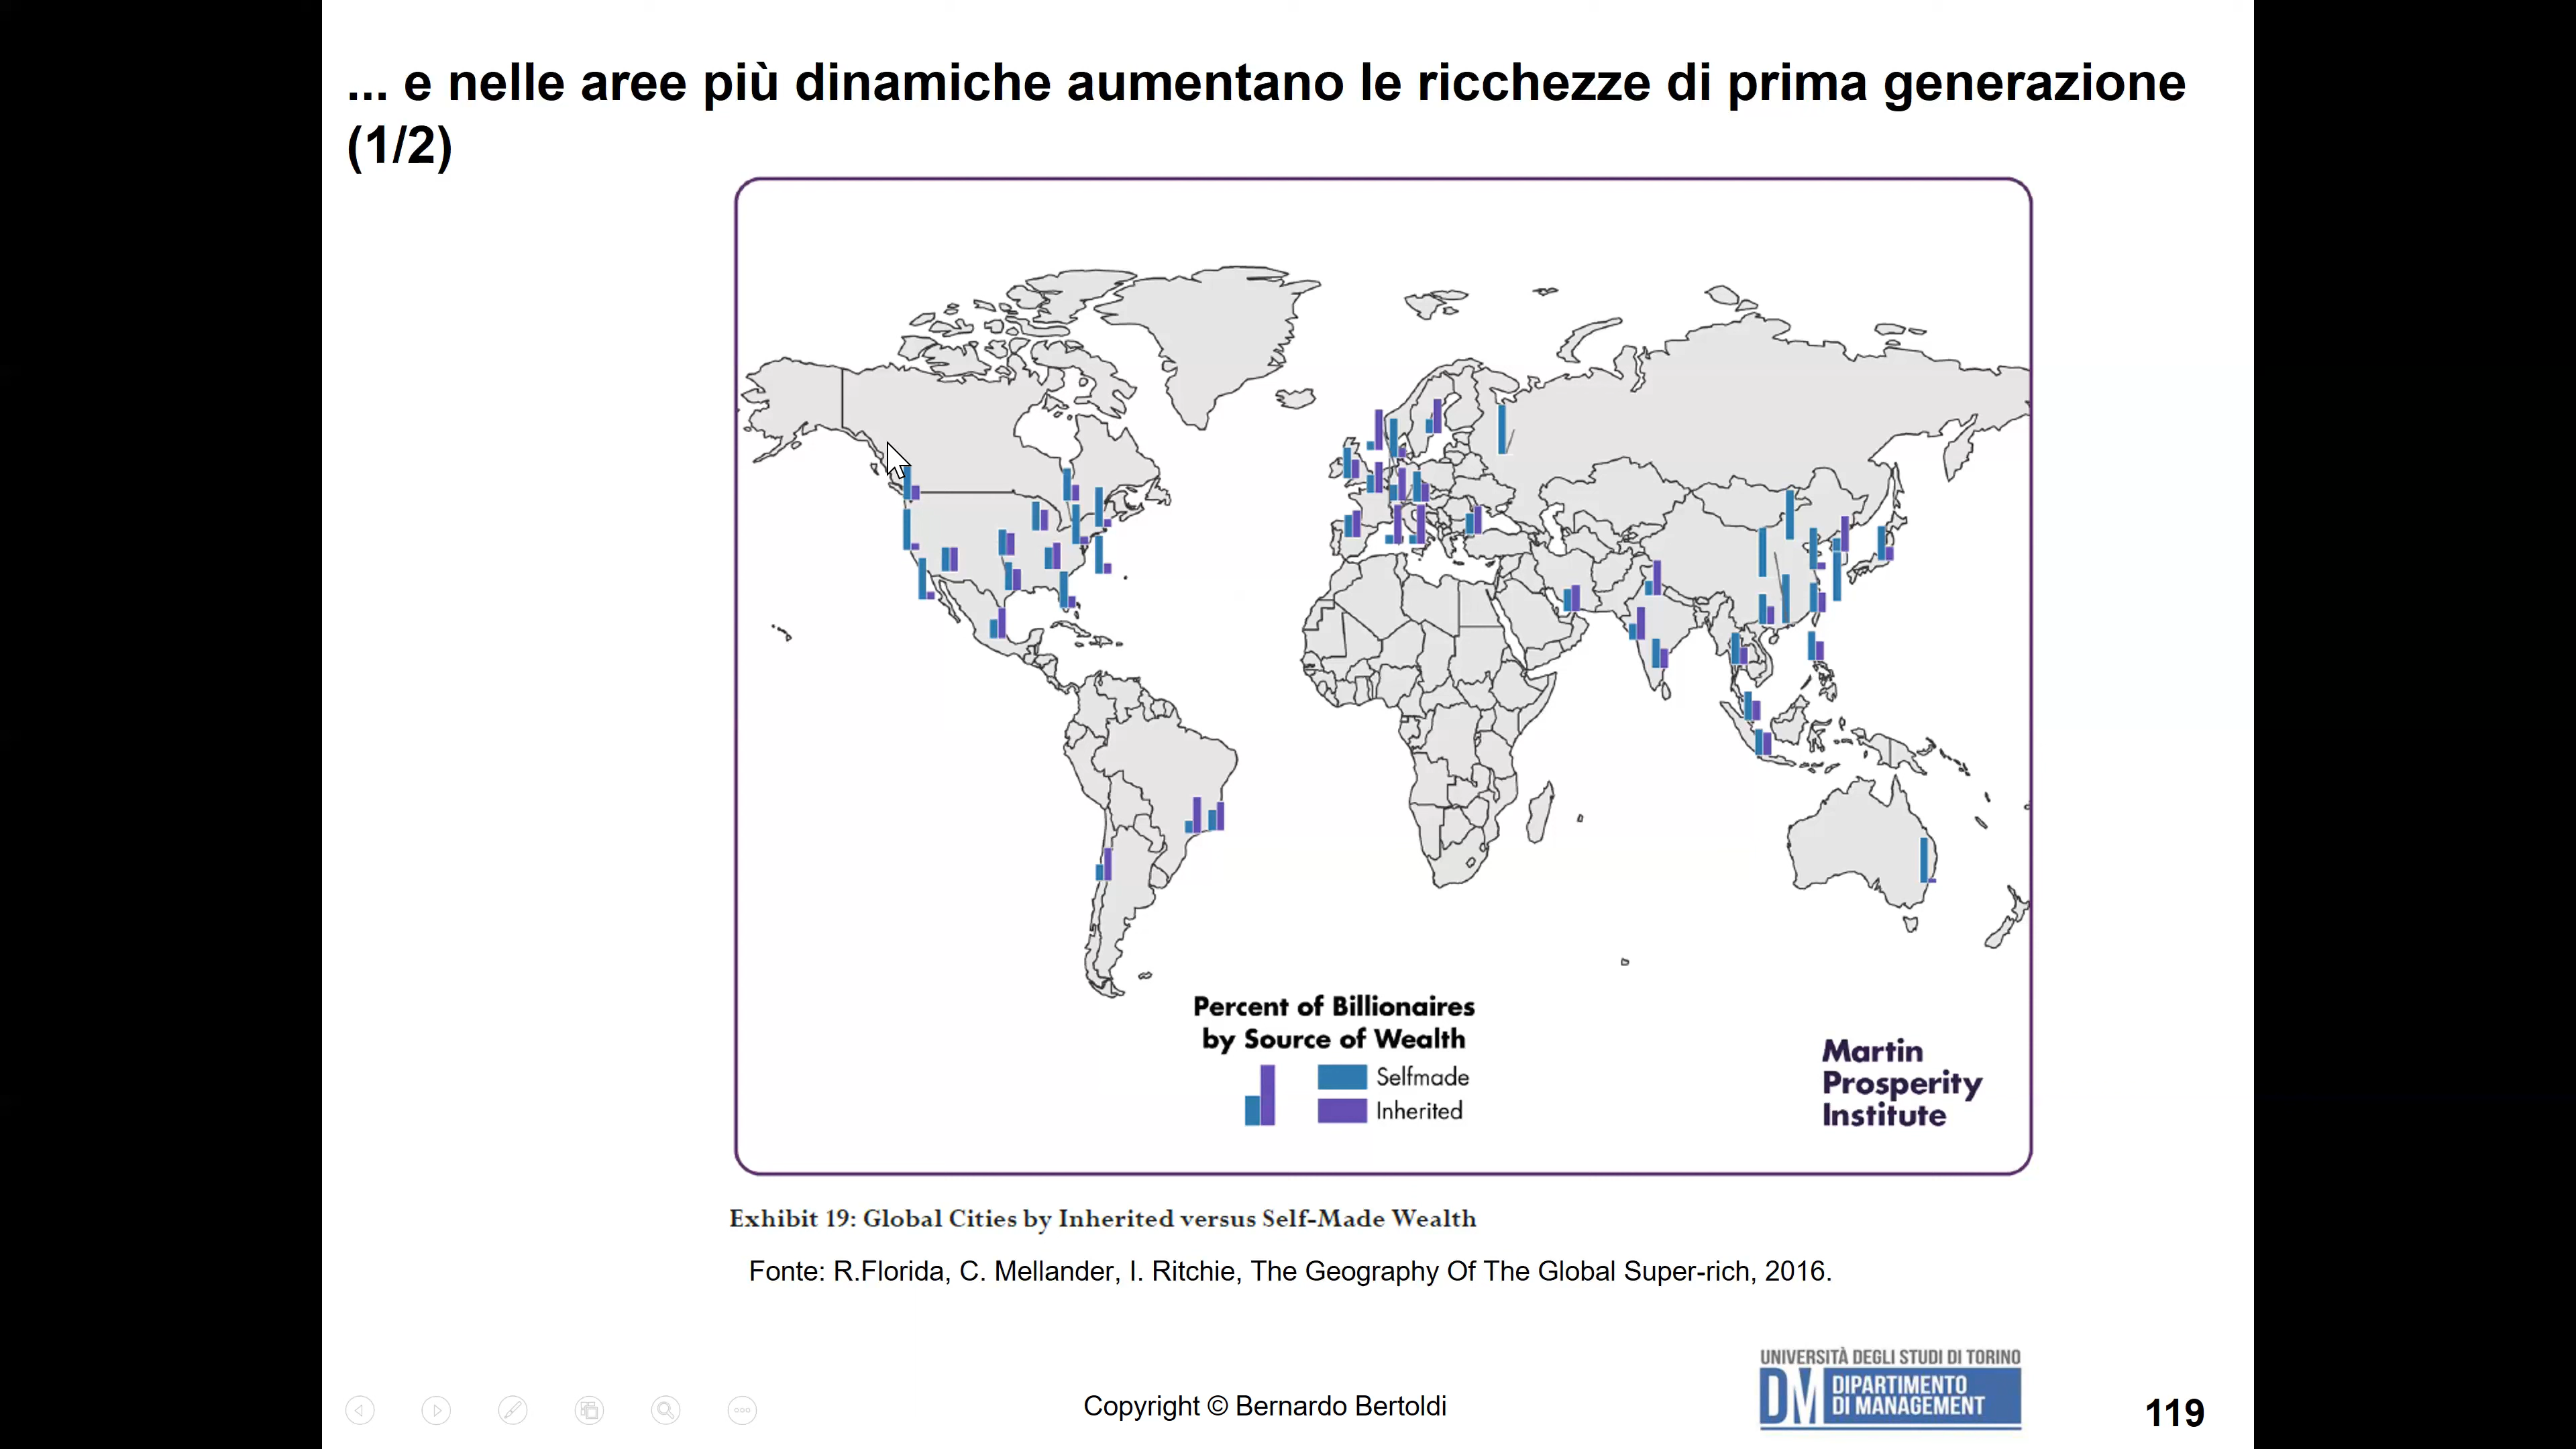 ... e nelle aree più dinamiche aumentano le ricchezze di prima generazione
(1/2)
Percent of Billionaires
by Source of Wealth
Selfmade
Inherited
Martin
Prosperity
Institute
Exhibit 19: Global Cities by Inherited versus Self-Made Wealth
Fonte: R.Florida, C. Mellander, I. Ritchie, The Geography Of The Global Super-rich, 2016.
Copyright © Bernardo Bertoldi
UNIVERSITÀ DEGLI STUDI DI TORINO
DM DIPARTIMENTO
DI MANAGEMENT
119